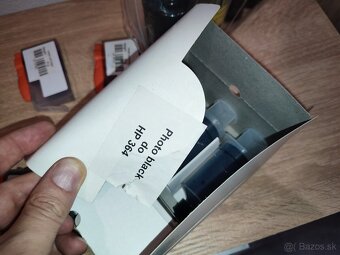 Photo black
do
HP 364
Bazos.sk